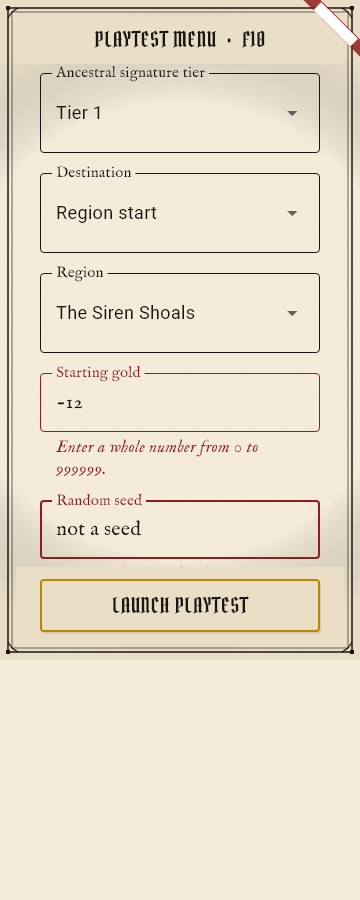 PLAYTEST MENU · F10
Ancestral signature tier
Tier 1
Destination
Region start
Region
The Siren Shoals
Starting gold
-12
Enter a whole number from 0 to
999999.
Random seed
not a seed
LAUNCH PLAYTEST